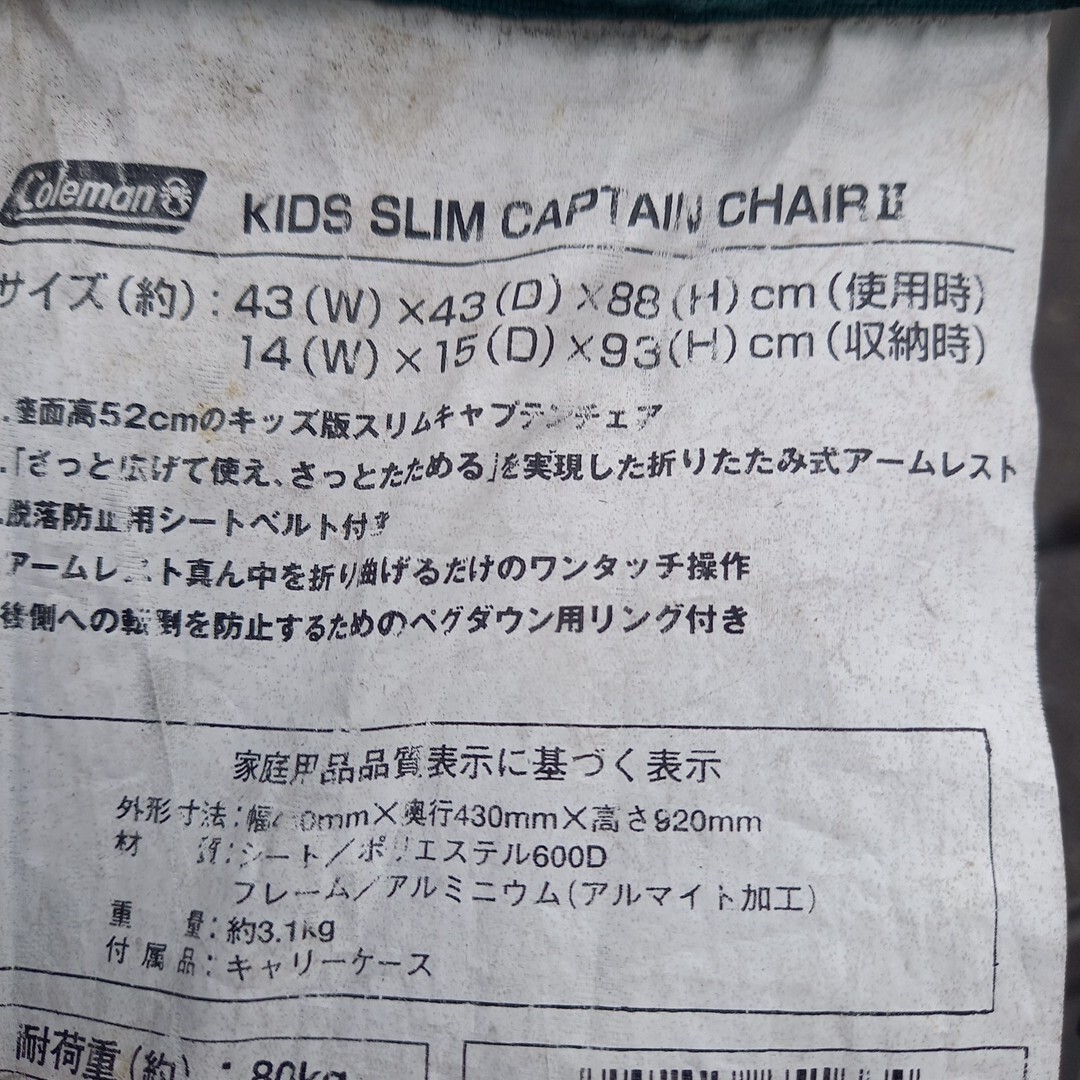 Coleman KIDS SLIM CAPTAIN CHAIR II
サイズ(約):43(W)×43(D)×88(H)cm(使用時)
14(W)×15(D)×93(H)cm(収納時)
.座面高52cmのキッズ版スリムキャプテンチェア
.「さっと広げて使え、さっとたためる」を実現した折りたたみ式アームレスト
.脱落防止用シートベルト付き
アームレスト真ん中を折り曲げるだけのワンタッチ操作
後側への転倒を防止するためのペグダウン用リング付き
家庭用品品質表示に基づく表示
外形寸法:幅430mm×奥行430mm×高さ920mm
材 質:シート/ポリエステル600D
フレーム/アルミニウム(アルマイト加工)
重 量:約3.1kg
付属品:キャリーケース
耐荷重(約):80kg